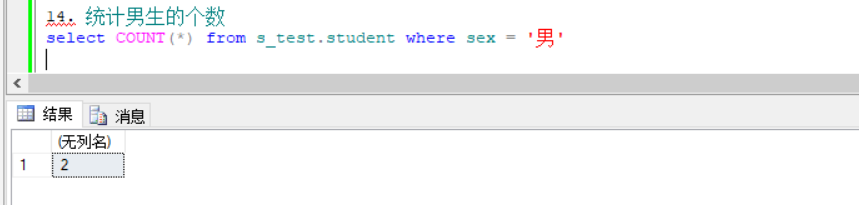 14. 统计男生的个数
select COUNT(*) from s_test.student where sex = '男'
结果 消息
(无列名)
1 2